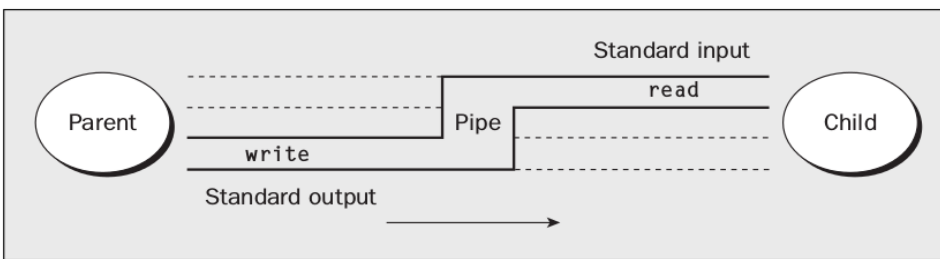 Standard input
read
Parent
Pipe
Child
write
Standard output